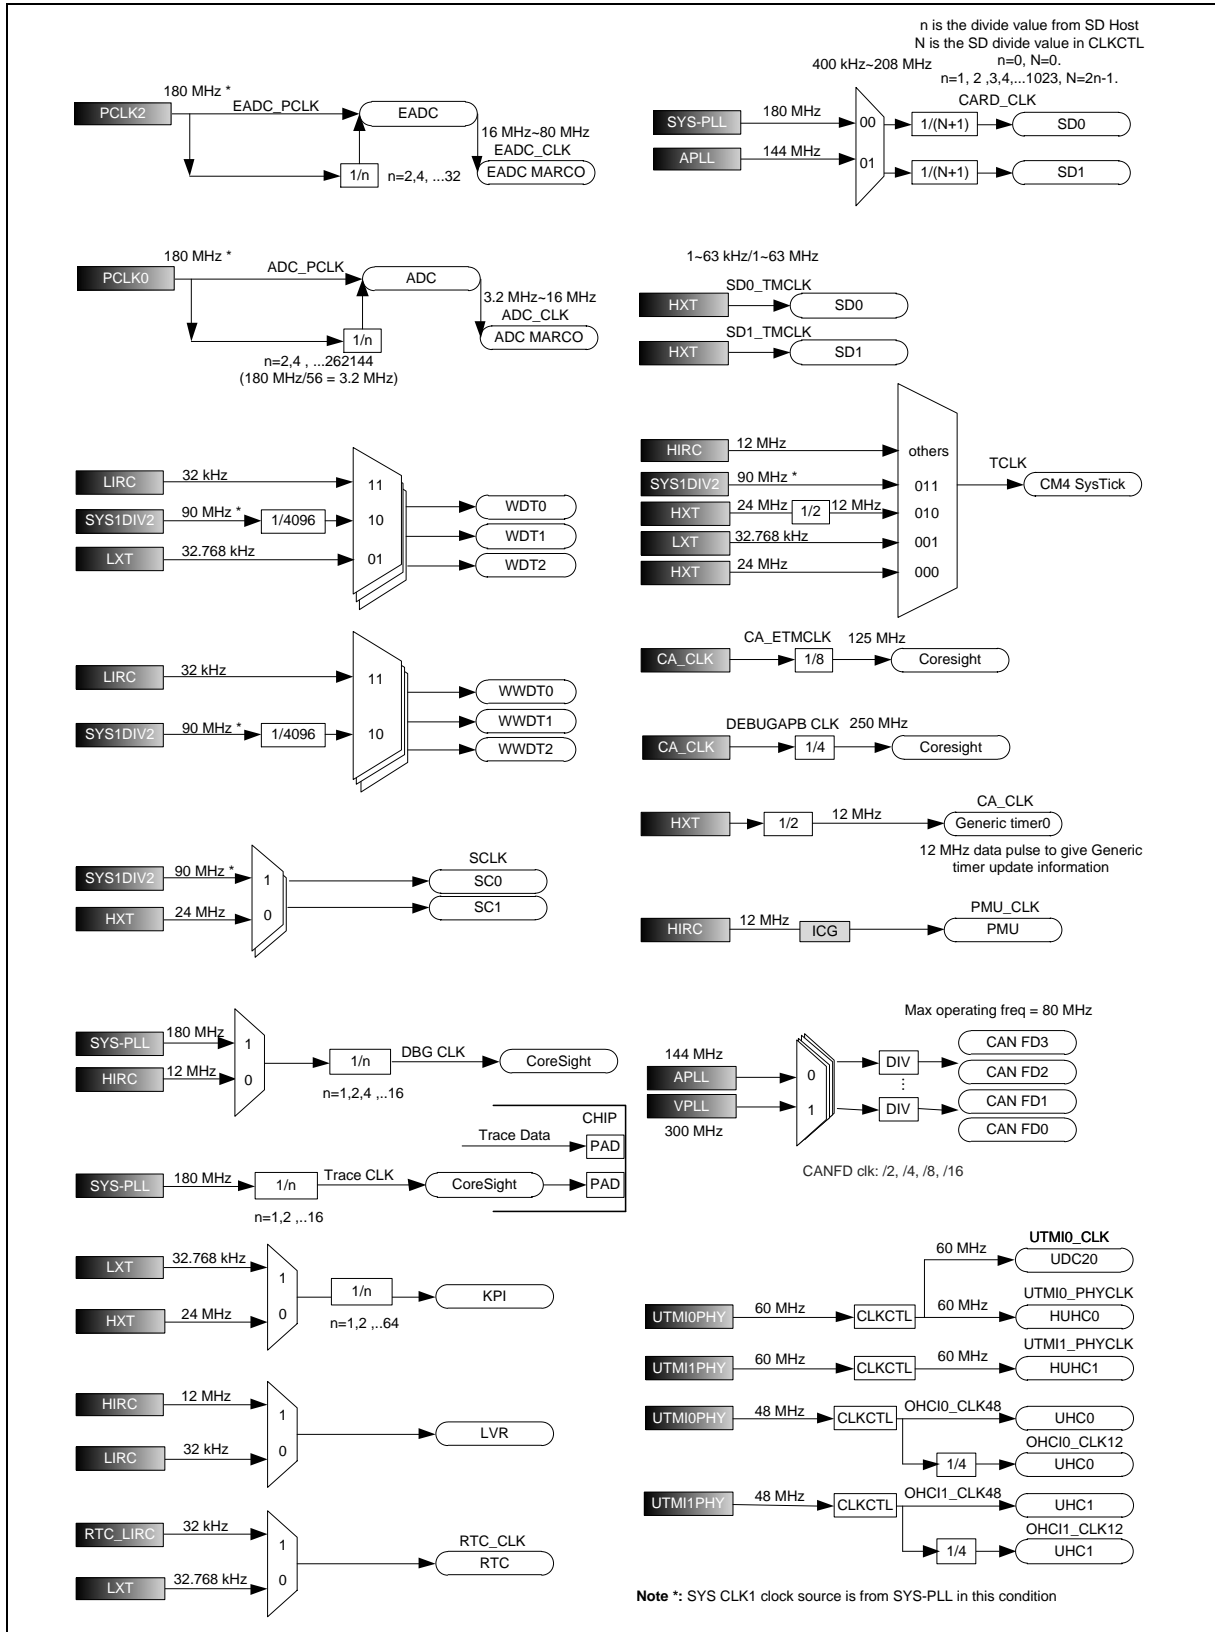 180 MHz *
PCLK2
EADC_PCLK
EADC
16 MHz~80 MHz
EADC_CLK
1/n
n=2,4, ...32
EADC MARCO
180 MHz *
PCLK0
ADC_PCLK
ADC
3.2 MHz~16 MHz
ADC_CLK
1/n
ADC MARCO
n=2,4 , ...262144
(180 MHz/56 = 3.2 MHz)
LIRC
32 kHz
SYS1DIV2
90 MHz *
1/4096
LXT
32.768 kHz
11
10
01
WDT0
WDT1
WDT2
LIRC
32 kHz
SYS1DIV2
90 MHz *
1/4096
11
10
WWDT0
WWDT1
WWDT2
SYS1DIV2
90 MHz *
HXT
24 MHz
1
0
SCLK
SC0
SC1
SYS-PLL
180 MHz
HIRC
12 MHz
1
0
1/n
n=1,2,4 ,..16
DBG CLK
CoreSight
CHIP
Trace Data
PAD
SYS-PLL
180 MHz
1/n
n=1,2 ,..16
Trace CLK
CoreSight
PAD
LXT
32.768 kHz
HXT
24 MHz
1
0
1/n
n=1,2 ,..64
KPI
HIRC
12 MHz
LIRC
32 kHz
1
0
LVR
RTC_LIRC
32 kHz
LXT
32.768 kHz
1
0
RTC_CLK
RTC
n is the divide value from SD Host
N is the SD divide value in CLKCTL
n=0, N=0.
n=1, 2 ,3,4,...1023, N=2n-1.
400 kHz~208 MHz
SYS-PLL
180 MHz
APLL
144 MHz
00
01
CARD_CLK
1/(N+1)
SD0
1/(N+1)
SD1
1~63 kHz/1~63 MHz
HXT
SD0_TMCLK
SD0
HXT
SD1_TMCLK
SD1
HIRC
12 MHz
SYS1DIV2
90 MHz *
HXT
24 MHz
1/2
12 MHz
LXT
32.768 kHz
HXT
24 MHz
others
011
010
001
000
TCLK
CM4 SysTick
CA_CLK
CA_ETMCLK
1/8
125 MHz
Coresight
CA_CLK
DEBUGAPB CLK
1/4
250 MHz
Coresight
HXT
1/2
12 MHz
CA_CLK
Generic timer0
12 MHz data pulse to give Generic
timer update information
HIRC
12 MHz
ICG
PMU_CLK
PMU
Max operating freq = 80 MHz
144 MHz
APLL
VPLL
300 MHz
0
1
DIV
DIV
CAN FD3
CAN FD2
CAN FD1
CAN FD0
CANFD clk: /2, /4, /8, /16
UTMI0_CLK
60 MHz
UDC20
UTMI0PHY
60 MHz
CLKCTL
60 MHz
UTMI0_PHYCLK
HUHC0
UTMI1PHY
60 MHz
CLKCTL
60 MHz
UTMI1_PHYCLK
HUHC1
UTMI0PHY
48 MHz
CLKCTL
OHCI0_CLK48
UHC0
OHCI0_CLK12
1/4
UHC0
UTMI1PHY
48 MHz
CLKCTL
OHCI1_CLK48
UHC1
OHCI1_CLK12
1/4
UHC1
Note *: SYS CLK1 clock source is from SYS-PLL in this condition